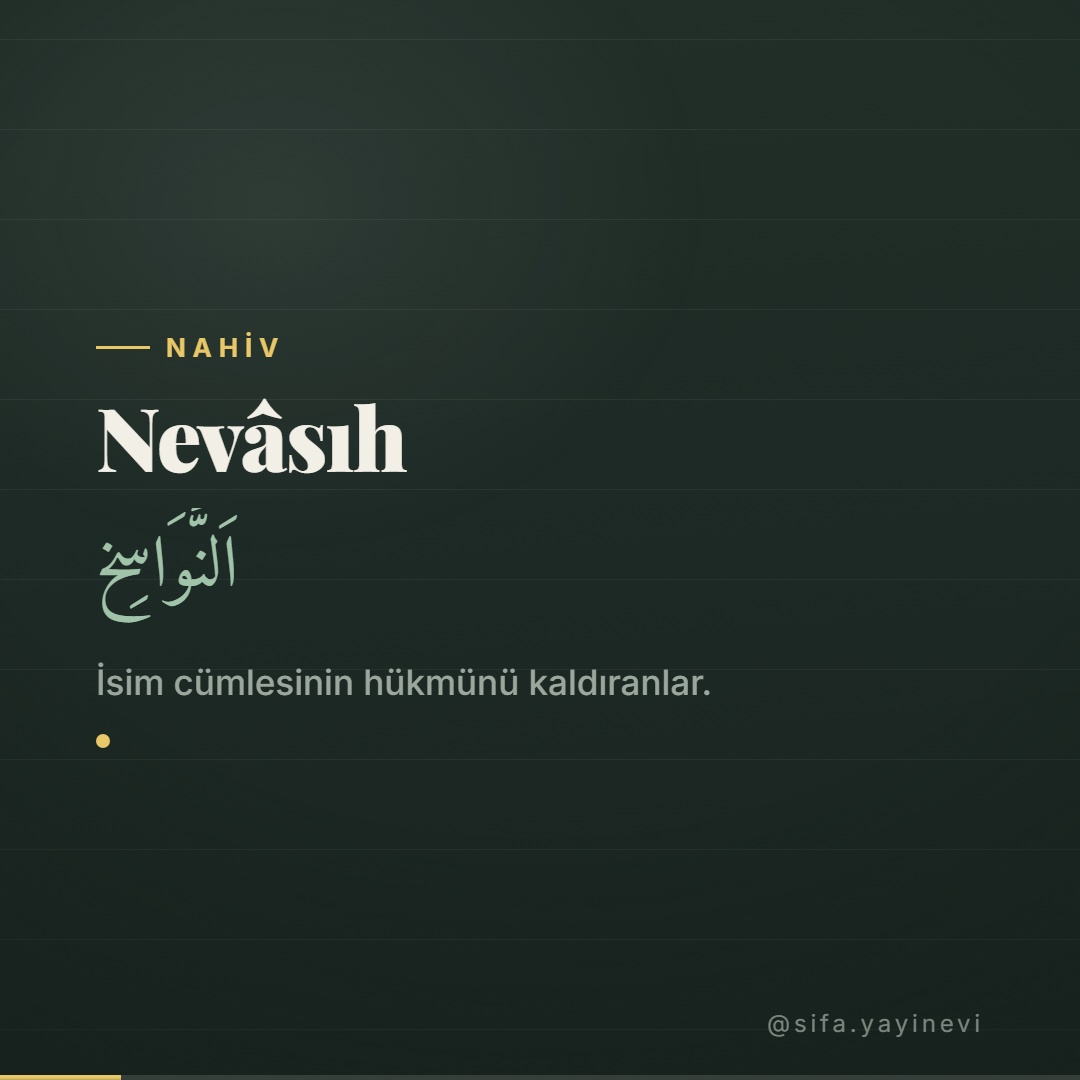 NAHİV
Nevâsıh
اَلنَّوَاسِخ
İsim cümlesinin hükmünü kaldıranlar.
@sifa.yayinevi